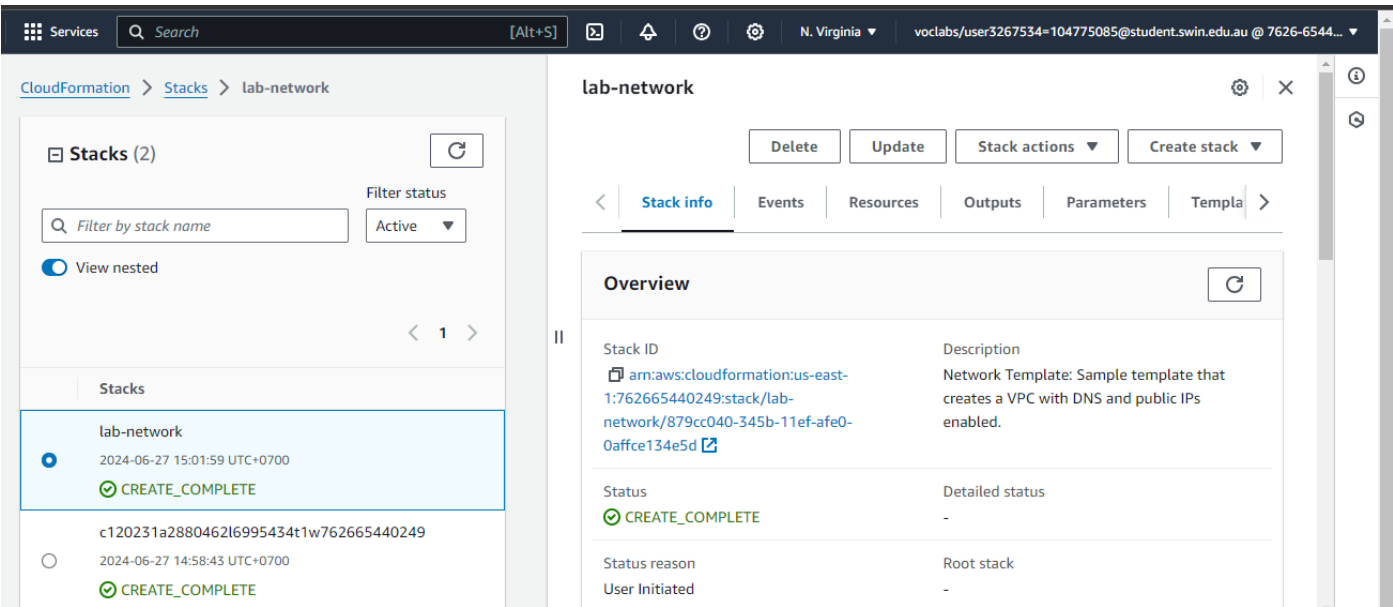 Services
Search [Alt+S]
N. Virginia
voclabs/user3267534=104775085@student.swin.edu.au @ 7626-6544...
CloudFormation
Stacks
lab-network
Stacks (2)
Filter status
Filter by stack name
Active
View nested
1
Stacks
lab-network
2024-06-27 15:01:59 UTC+0700
CREATE_COMPLETE
c120231a2880462l6995434t1w762665440249
2024-06-27 14:58:43 UTC+0700
CREATE_COMPLETE
lab-network
Delete
Update
Stack actions
Create stack
Stack info
Events
Resources
Outputs
Parameters
Templa
Overview
Stack ID
arn:aws:cloudformation:us-east-
1:762665440249:stack/lab-
network/879cc040-345b-11ef-afe0-
0affce134e5d
Description
Network Template: Sample template that
creates a VPC with DNS and public IPs
enabled.
Status
CREATE_COMPLETE
Detailed status
-
Status reason
User Initiated
Root stack
-